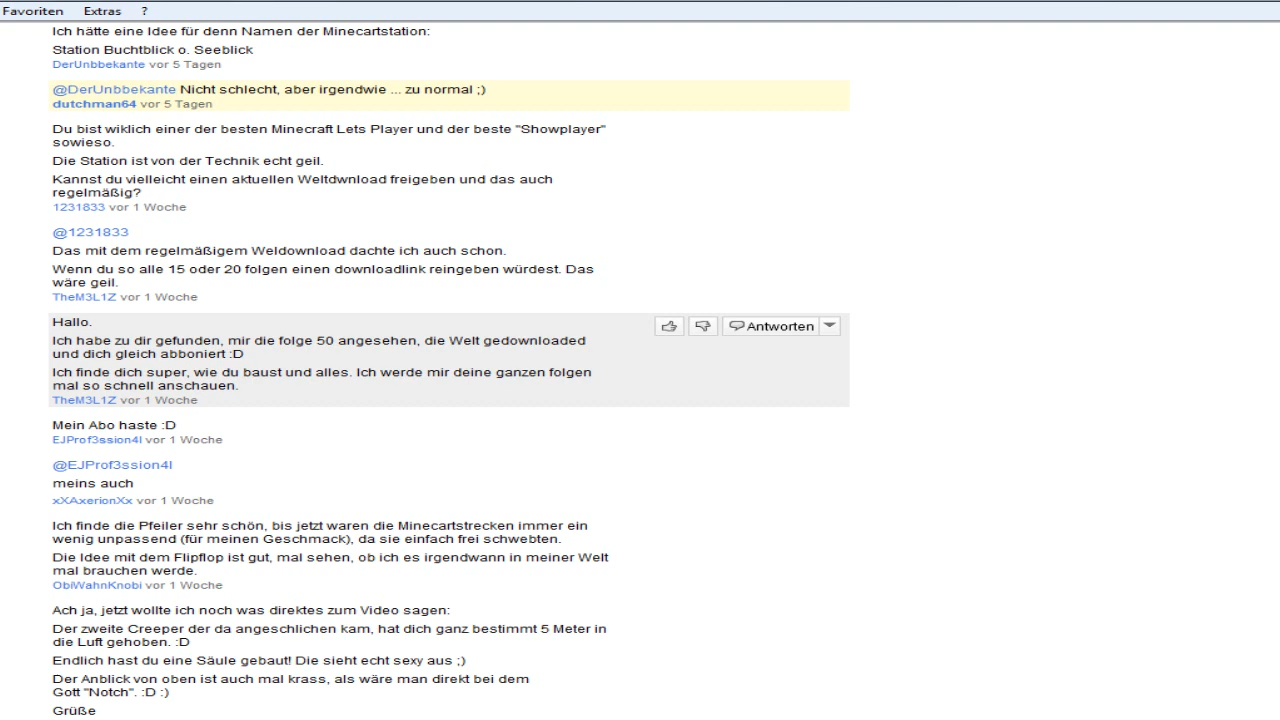 Favoriten Extras ?
Ich hätte eine Idee für denn Namen der Minecartstation:
Station Buchtblick o. Seeblick
DerUnbbekante vor 5 Tagen
@DerUnbbekante Nicht schlecht, aber irgendwie ... zu normal ;)
dutchman64 vor 5 Tagen
Du bist wiklich einer der besten Minecraft Lets Player und der beste "Showplayer"
sowieso.
Die Station ist von der Technik echt geil.
Kannst du vielleicht einen aktuellen Weltdwnload freigeben und das auch
regelmäßig?
1231833 vor 1 Woche
@1231833
Das mit dem regelmäßigem Weldownload dachte ich auch schon.
Wenn du so alle 15 oder 20 folgen einen downloadlink reingeben würdest. Das
wäre geil.
TheM3L1Z vor 1 Woche
Hallo.
Antworten
Ich habe zu dir gefunden, mir die folge 50 angesehen, die Welt gedownloaded
und dich gleich abboniert :D
Ich finde dich super, wie du baust und alles. Ich werde mir deine ganzen folgen
mal so schnell anschauen.
TheM3L1Z vor 1 Woche
Mein Abo haste :D
EJProf3ssion4l vor 1 Woche
@EJProf3ssion4l
meins auch
xXAxerionXx vor 1 Woche
Ich finde die Pfeiler sehr schön, bis jetzt waren die Minecartstrecken immer ein
wenig unpassend (für meinen Geschmack), da sie einfach frei schwebten.
Die Idee mit dem Flipflop ist gut, mal sehen, ob ich es irgendwann in meiner Welt
mal brauchen werde.
ObiWahnKnobi vor 1 Woche
Ach ja, jetzt wollte ich noch was direktes zum Video sagen:
Der zweite Creeper der da angeschlichen kam, hat dich ganz bestimmt 5 Meter in
die Luft gehoben. :D
Endlich hast du eine Säule gebaut! Die sieht echt sexy aus ;)
Der Anblick von oben ist auch mal krass, als wäre man direkt bei dem
Gott "Notch". :D :)
Grüße